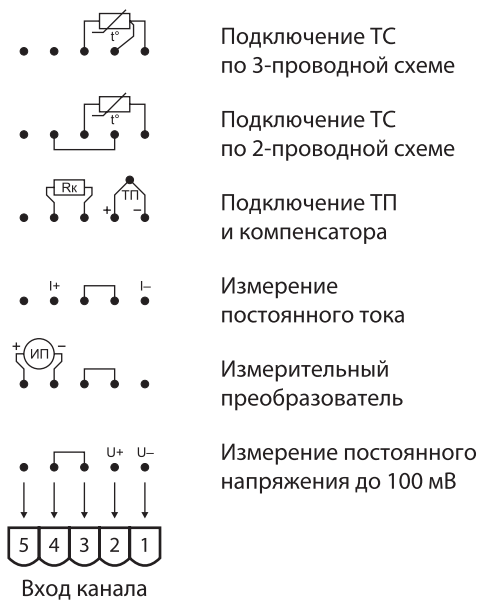 t°
Подключение ТС
по 3-проводной схеме
t°
Подключение ТС
по 2-проводной схеме
Rк
ТП
+ −
Подключение ТП
и компенсатора
I+ I−
Измерение
постоянного тока
+ ИП −
Измерительный
преобразователь
U+ U−
Измерение постоянного
напряжения до 100 мВ
5 4 3 2 1
Вход канала